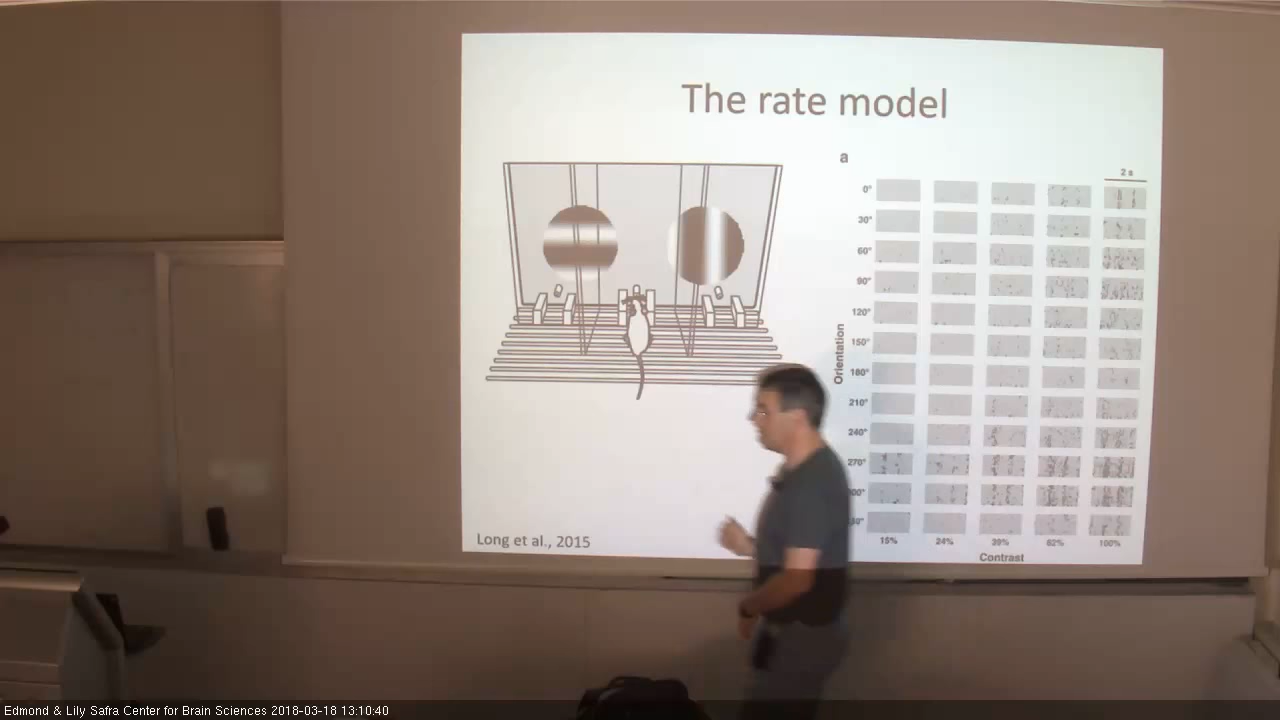 The rate model
a
2 s
0°
30°
60°
90°
120°
150°
180°
210°
240°
270°
Orientation
15% 24% 39% 62% 100%
Contrast
Long et al., 2015
Edmond & Lily Safra Center for Brain Sciences 2018-03-18 13:10:40